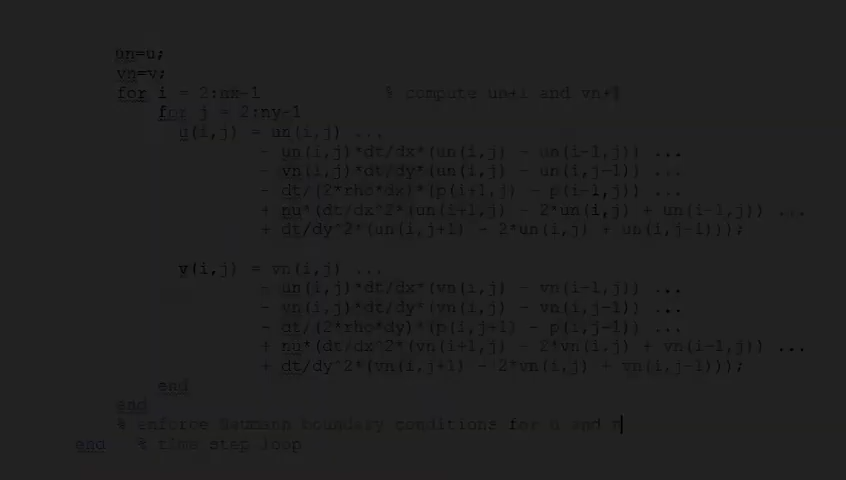 un=u;
vn=v;
for i = 2:nx-1 % compute un+1 and vn+1
for j = 2:ny-1
u(i,j) = un(i,j) ...
- un(i,j)*dt/dx*(un(i,j) - un(i-1,j)) ...
- vn(i,j)*dt/dy*(un(i,j) - un(i,j-1)) ...
- dt/(2*rho*dx)*(p(i+1,j) - p(i-1,j)) ...
+ nu*(dt/dx^2*(un(i+1,j) - 2*un(i,j) + un(i-1,j)) ...
+ dt/dy^2*(un(i,j+1) - 2*un(i,j) + un(i,j-1)));
v(i,j) = vn(i,j) ...
- un(i,j)*dt/dx*(vn(i,j) - vn(i-1,j)) ...
- vn(i,j)*dt/dy*(vn(i,j) - vn(i,j-1)) ...
- dt/(2*rho*dy)*(p(i,j+1) - p(i,j-1)) ...
+ nu*(dt/dx^2*(vn(i+1,j) - 2*vn(i,j) + vn(i-1,j)) ...
+ dt/dy^2*(vn(i,j+1) - 2*vn(i,j) + vn(i,j-1)));
end
end
% enforce Neumann boundary conditions for u and
end % time step loop